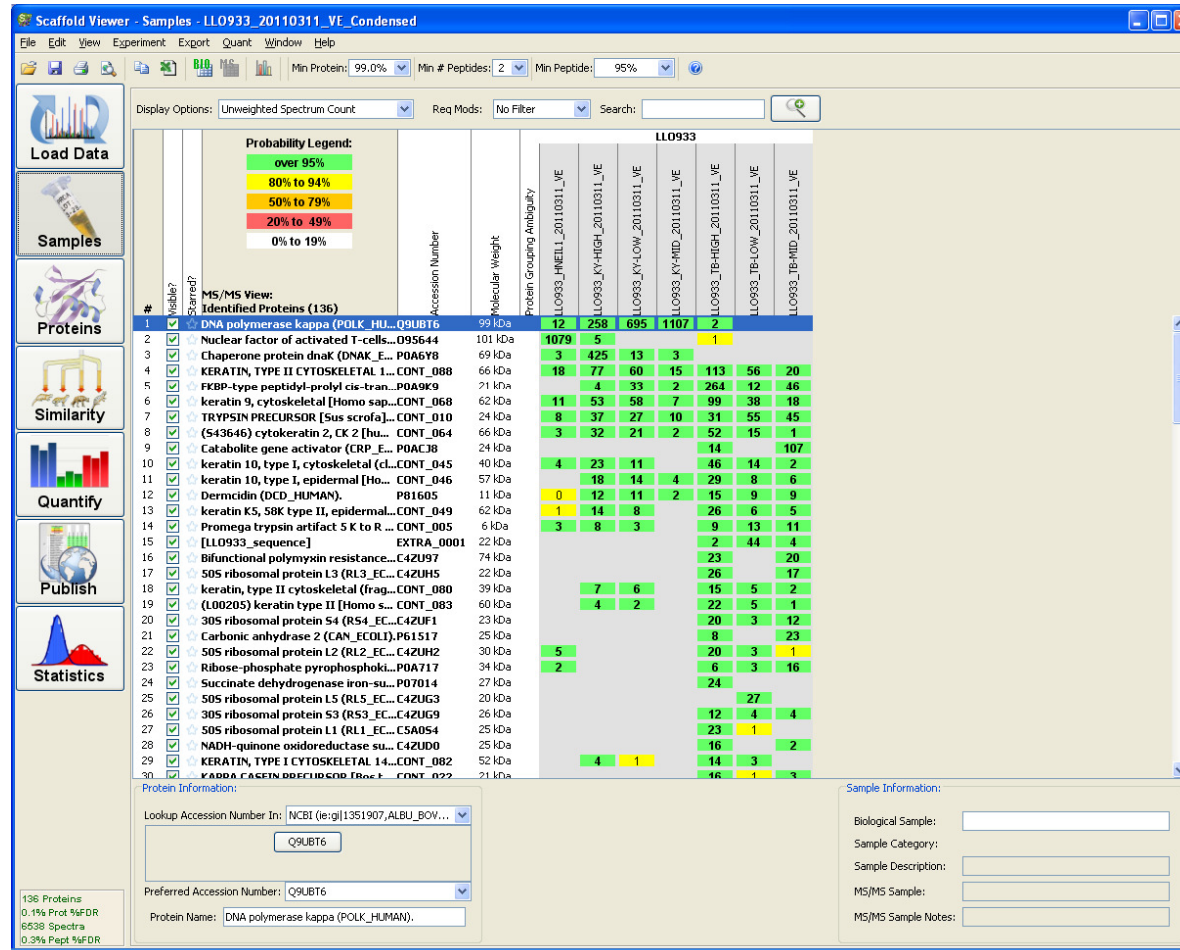 Scaffold Viewer - Samples - LLO933_20110311_VE_Condensed
File Edit View Experiment Export Quant Window Help
Min Protein: 99.0% Min # Peptides: 2 Min Peptide: 95%
Display Options: Unweighted Spectrum Count Req Mods: No Filter Search:
Load Data
Samples
Proteins
Similarity
Quantify
Publish
Statistics
136 Proteins
0.1% Prot %FDR
6538 Spectra
0.3% Pept %FDR
Probability Legend:
over 95%
80% to 94%
50% to 79%
20% to 49%
0% to 19%
LLO933
# Visible? Starred? MS/MS View: Identified Proteins (136) Accession Number Molecular Weight Protein Grouping Ambiguity LLO933_HNEIL1_20110311_VE LLO933_KY-HIGH_20110311_VE LLO933_KY-LOW_20110311_VE LLO933_KY-MID_20110311_VE LLO933_TB-HIGH_20110311_VE LLO933_TB-LOW_20110311_VE LLO933_TB-MID_20110311_VE
1 DNA polymerase kappa (POLK_HU... Q9UBT6 99 kDa 12 258 695 1107 2
2 Nuclear factor of activated T-cells... O95644 101 kDa 1079 5 1
3 Chaperone protein dnaK (DNAK_E... P0A6Y8 69 kDa 3 425 13 3
4 KERATIN, TYPE II CYTOSKELETAL 1... CONT_088 66 kDa 18 77 60 15 113 56 20
5 FKBP-type peptidyl-prolyl cis-tran... P0A9K9 21 kDa 4 33 2 264 12 46
6 keratin 9, cytoskeletal [Homo sap... CONT_068 62 kDa 11 53 58 7 99 38 18
7 TRYPSIN PRECURSOR [Sus scrofa]... CONT_010 24 kDa 8 37 27 10 31 55 45
8 (S43646) cytokeratin 2, CK 2 [hu... CONT_064 66 kDa 3 32 21 2 52 15 1
9 Catabolite gene activator (CRP_E... P0ACJ8 24 kDa 14 107
10 keratin 10, type I, cytoskeletal (cl... CONT_045 40 kDa 4 23 11 46 14 2
11 keratin 10, type I, epidermal [Ho... CONT_046 57 kDa 18 14 4 29 8 6
12 Dermcidin (DCD_HUMAN). P81605 11 kDa 0 12 11 2 15 9 9
13 keratin K5, 58K type II, epidermal... CONT_049 62 kDa 1 14 8 26 6 5
14 Promega trypsin artifact 5 K to R ... CONT_005 6 kDa 3 8 3 9 13 11
15 [LLO933_sequence] EXTRA_0001 22 kDa 2 44 4
16 Bifunctional polymyxin resistance... C4ZU97 74 kDa 23 20
17 50S ribosomal protein L3 (RL3_EC... C4ZUH5 22 kDa 26 17
18 keratin, type II cytoskeletal (frag... CONT_080 39 kDa 7 6 15 5 2
19 (L00205) keratin type II [Homo s... CONT_083 60 kDa 4 2 22 5 1
20 30S ribosomal protein S4 (RS4_EC... C4ZUF1 23 kDa 20 3 12
21 Carbonic anhydrase 2 (CAN_ECOLI). P61517 25 kDa 8 23
22 50S ribosomal protein L2 (RL2_EC... C4ZUH2 30 kDa 5 20 3 1
23 Ribose-phosphate pyrophosphoki... P0A717 34 kDa 2 6 3 16
24 Succinate dehydrogenase iron-su... P07014 27 kDa 24
25 50S ribosomal protein L5 (RL5_EC... C4ZUG3 20 kDa 27
26 30S ribosomal protein S3 (RS3_EC... C4ZUG9 26 kDa 12 4 4
27 50S ribosomal protein L1 (RL1_EC... C5A0S4 25 kDa 23 1
28 NADH-quinone oxidoreductase su... C4ZUD0 25 kDa 16 2
29 KERATIN, TYPE I CYTOSKELETAL 14... CONT_082 52 kDa 4 1 14 3
30 KAPPA CASEIN PRECURSOR [Bos t... CONT_022 21 kDa 16 1 3
Protein Information:
Lookup Accession Number In: NCBI (ie:gi|1351907,ALBU_BOV...
Q9UBT6
Preferred Accession Number: Q9UBT6
Protein Name: DNA polymerase kappa (POLK_HUMAN).
Sample Information:
Biological Sample:
Sample Category:
Sample Description:
MS/MS Sample:
MS/MS Sample Notes: